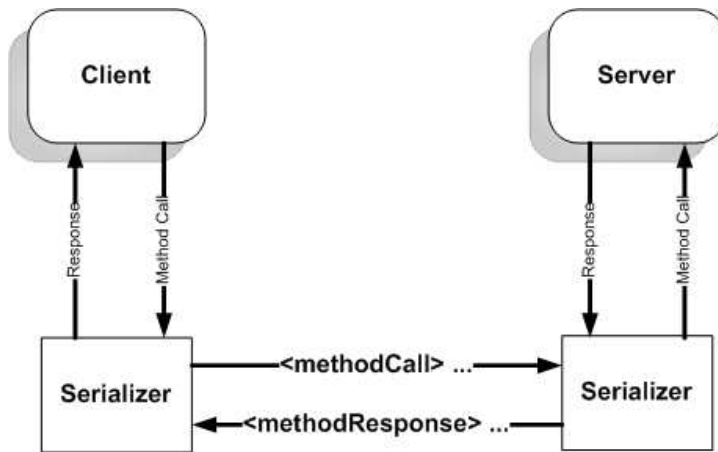 Client
Server
Response
Method Call
Response
Method Call
<methodCall> ...
Serializer
Serializer
<methodResponse> ...